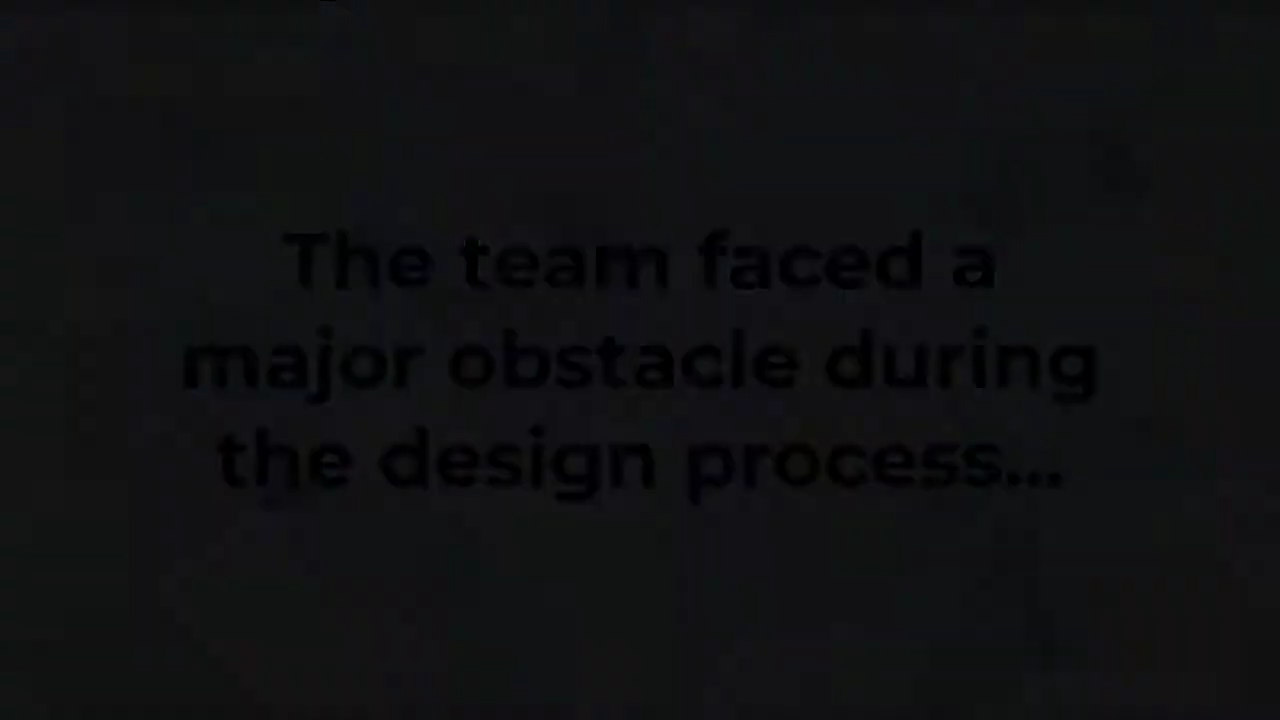 The team faced a
major obstacle during
the design process...